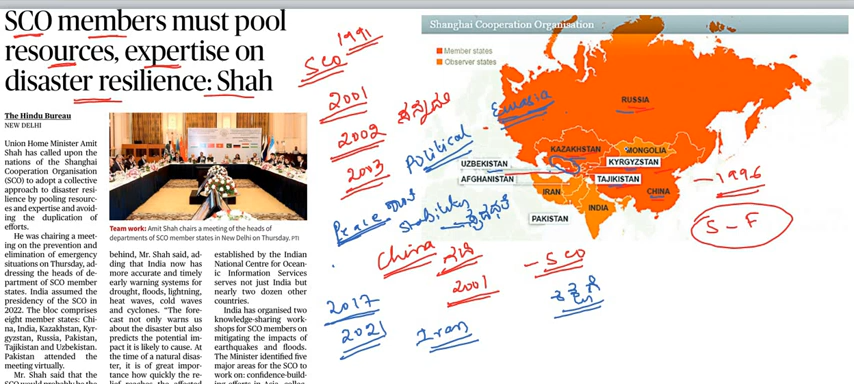 SCO members must pool
resources, expertise on
disaster resilience: Shah
The Hindu Bureau
NEW DELHI
Union Home Minister Amit
Shah has called upon the
nations of the Shanghai
Cooperation Organisation
(SCO) to adopt a collective
approach to disaster resi-
lience by pooling resourc-
es and expertise and avoid-
ing the duplication of
efforts.
He was chairing a meet-
ing on the prevention and
elimination of emergency
situations on Thursday, ad-
dressing the heads of de-
partment of SCO member
states. India assumed the
presidency of the SCO in
2022. The bloc comprises
eight member states: Chi-
na, India, Kazakhstan, Kyr-
gyzstan, Russia, Pakistan,
Tajikistan and Uzbekistan.
Pakistan attended the
meeting virtually.
Mr. Shah said that the
Team work: Amit Shah chairs a meeting of the heads of
departments of SCO member states in New Delhi on Thursday. PTI
behind, Mr. Shah said, ad-
ding that India now has
more accurate and timely
early warning systems for
drought, floods, lightning,
heat waves, cold waves
and cyclones. “The fore-
cast not only warns us
about the disaster but also
predicts the potential im-
pact it is likely to cause. At
the time of a natural disas-
ter, it is of great impor-
tance how quickly the re-
established by the Indian
National Centre for Ocean-
ic Information Services
serves not just India but
nearly two dozen other
countries.
India has organised two
knowledge-sharing work-
shops for SCO members on
mitigating the impacts of
earthquakes and floods.
The Minister identified five
major areas for the SCO to
work on: confidence-build-
Shanghai Cooperation Organisation
Member states
Observer states
RUSSIA
KAZAKHSTAN
MONGOLIA
UZBEKISTAN
KYRGYZSTAN
AFGHANISTAN
TAJIKISTAN
IRAN
CHINA
INDIA
PAKISTAN
1991
SCO
2001
2002
2003
Eurasia
Political
Peace
Stability
China
2001
- SCO
- 1996
S - F
2017
2021
Iran